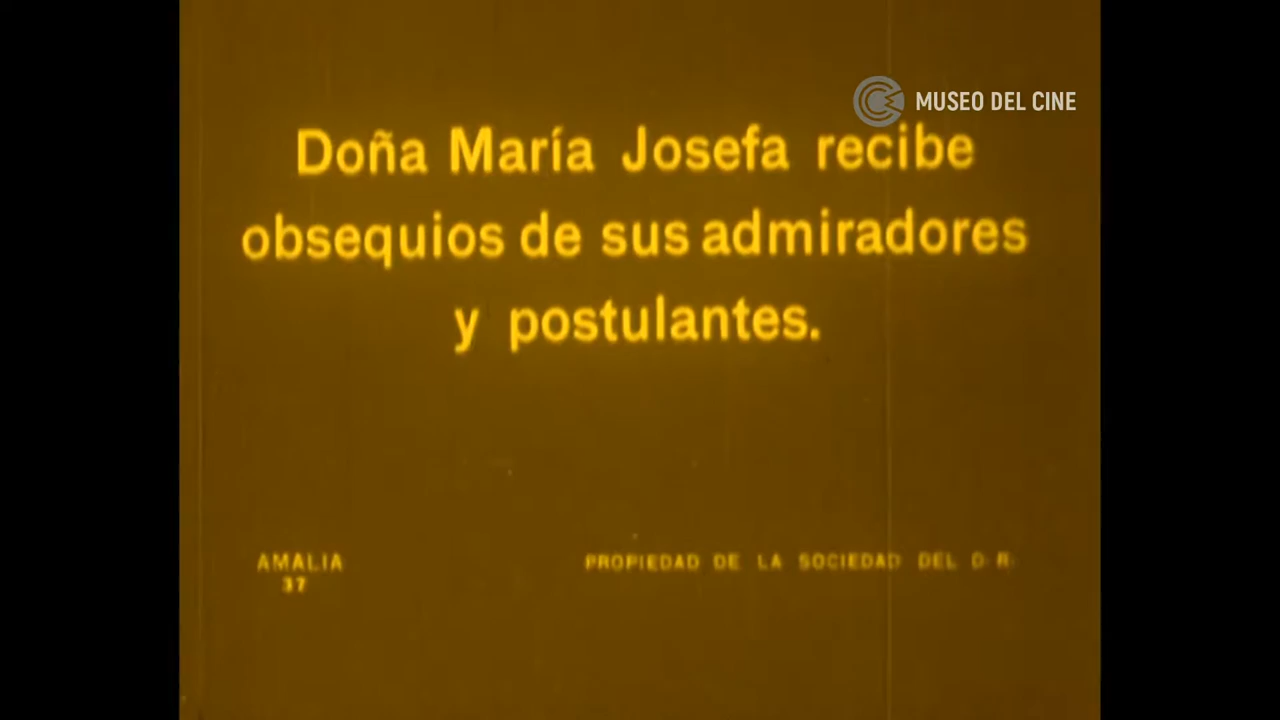 MUSEO DEL CINE
Doña María Josefa recibe
obsequios de sus admiradores
y postulantes.
AMALIA
37
PROPIEDAD DE LA SOCIEDAD DEL D. R.